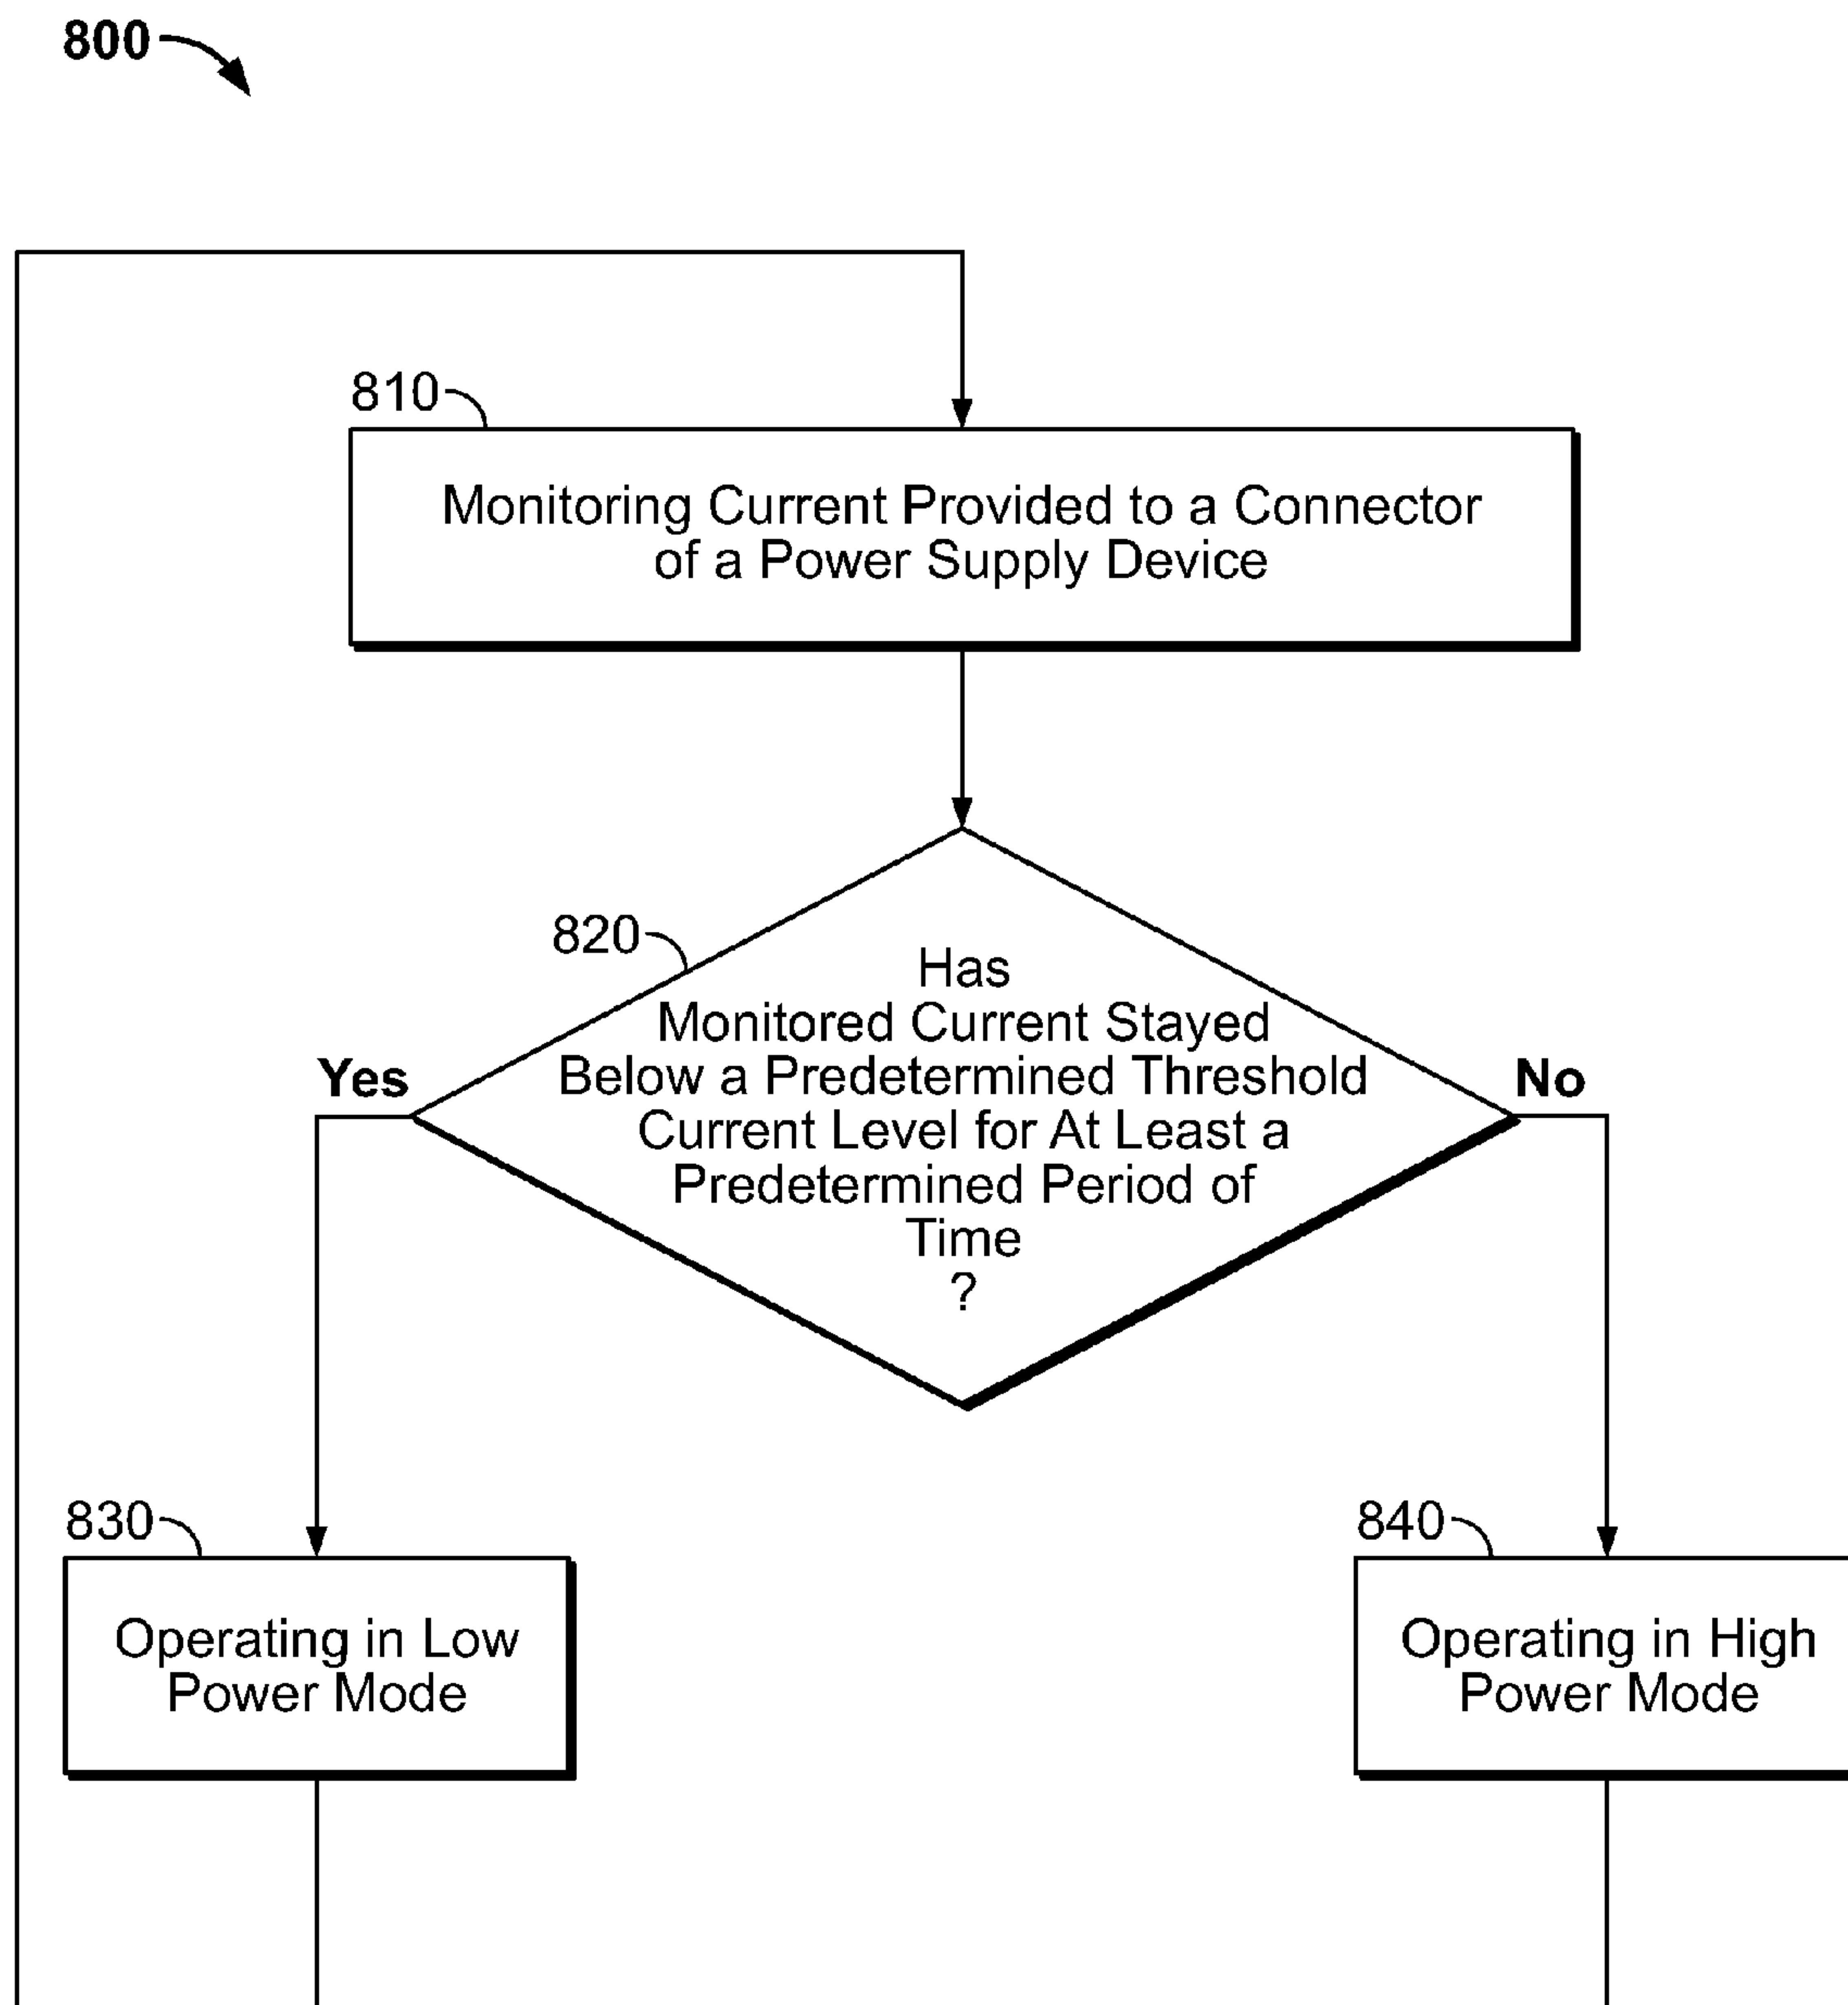 800
810
Monitoring Current Provided to a Connector
of a Power Supply Device
820
Has
Monitored Current Stayed
Below a Predetermined Threshold
Current Level for At Least a
Predetermined Period of
Time
?
Yes
No
830
Operating in Low
Power Mode
840
Operating in High
Power Mode